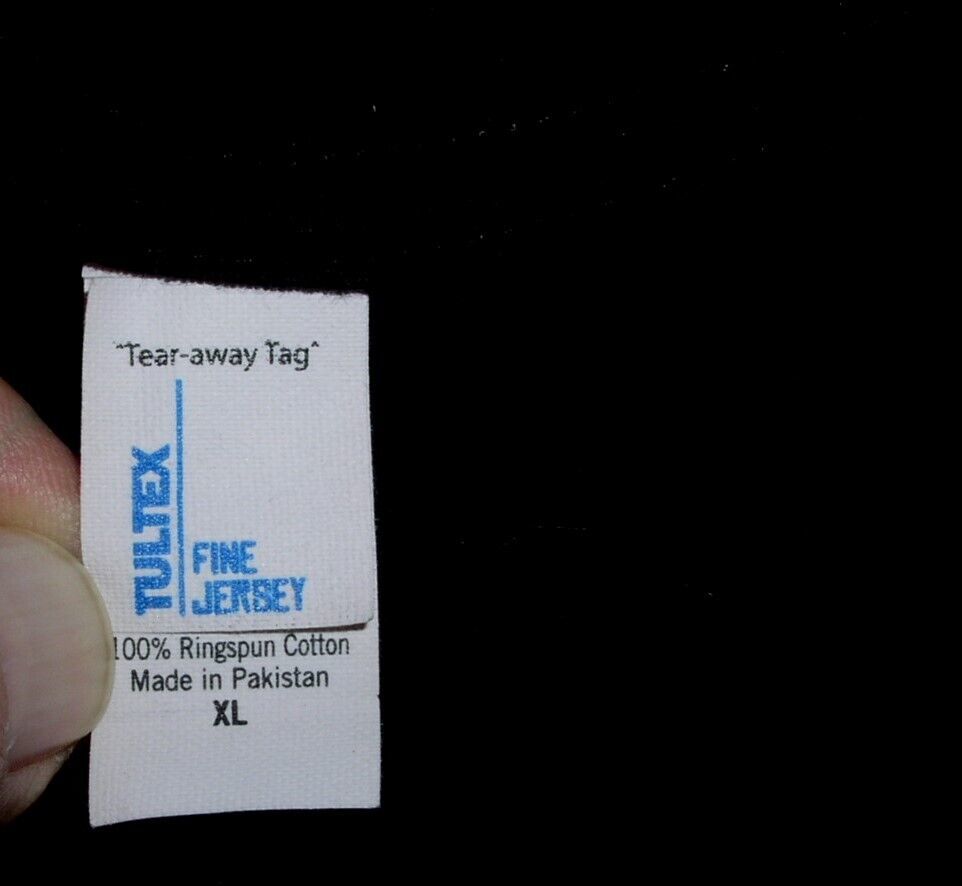 "Tear-away Tag"
TULTEX
FINE
JERSEY
100% Ringspun Cotton
Made in Pakistan
XL